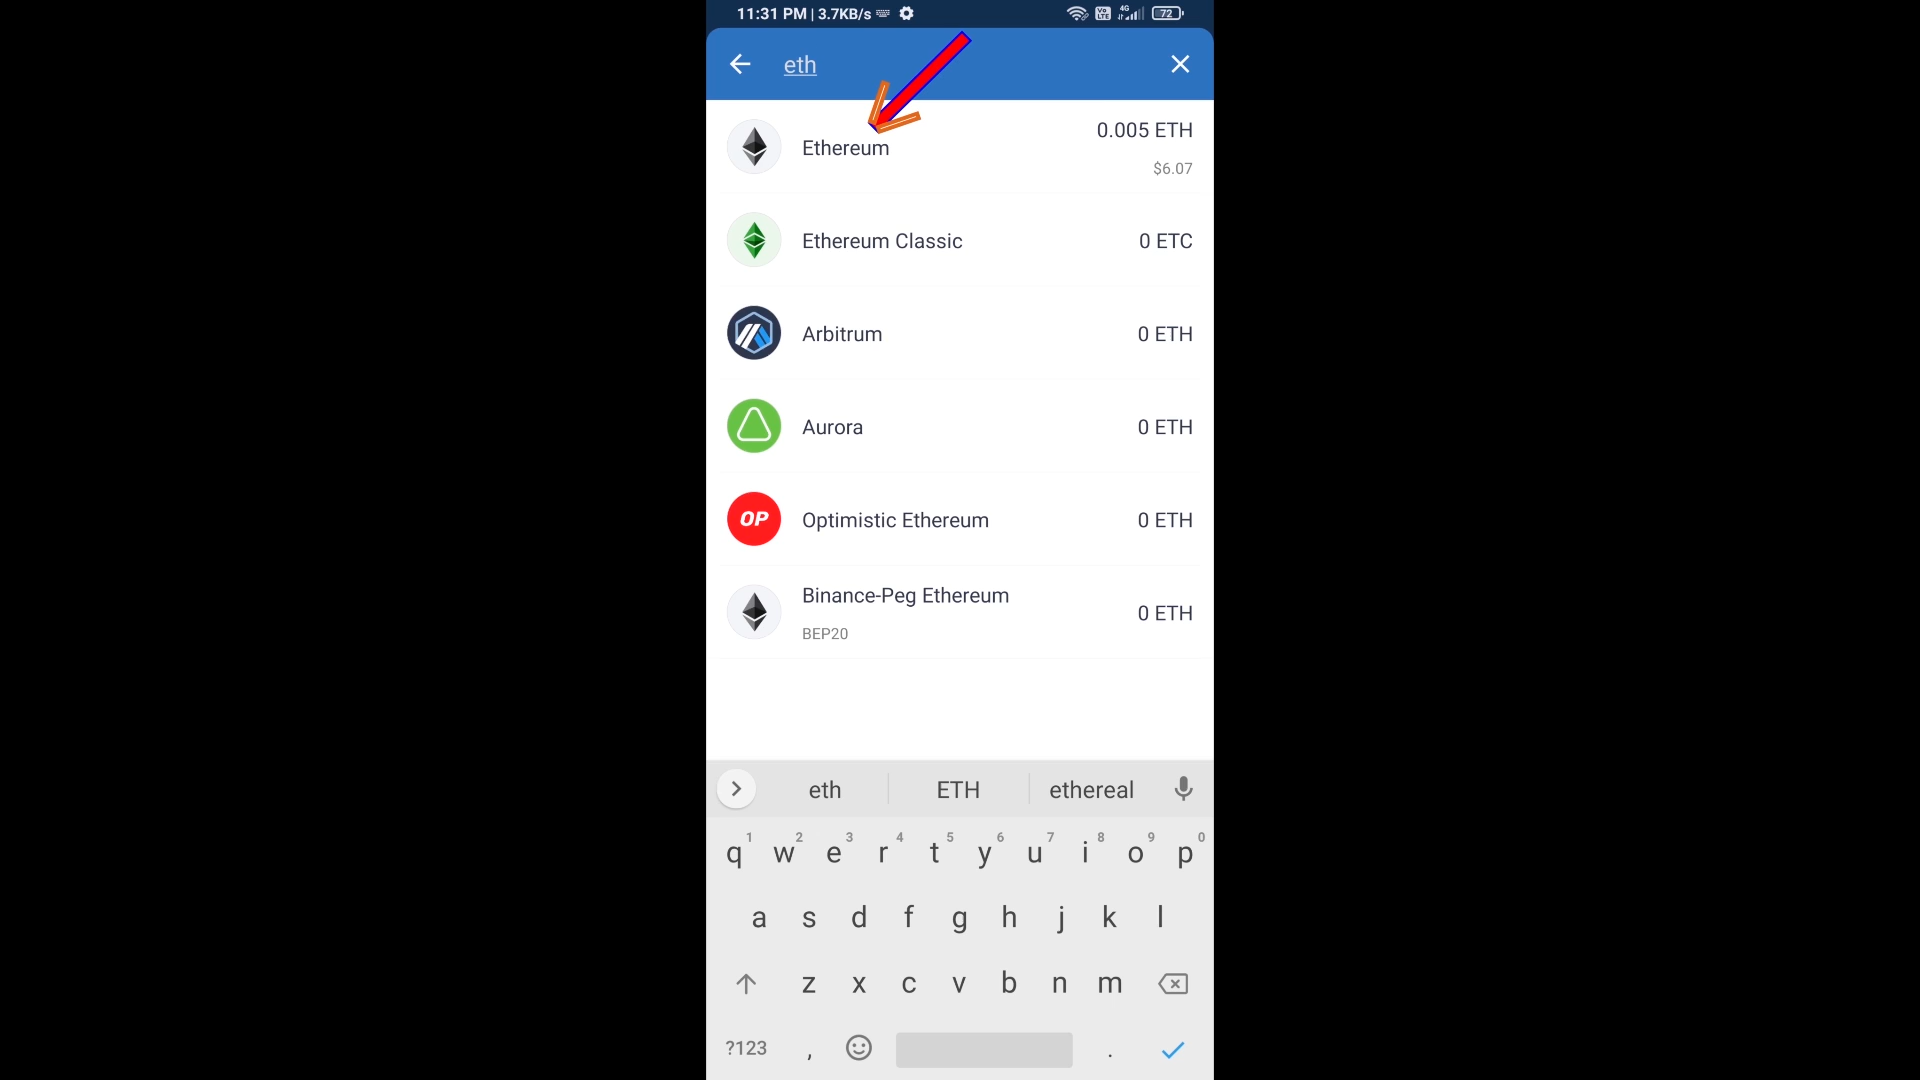 11:31 PM | 3.7KB/s 4G 72
eth
Ethereum 0.005 ETH
$6.07
Ethereum Classic 0 ETC
Arbitrum 0 ETH
Aurora 0 ETH
OP Optimistic Ethereum 0 ETH
Binance-Peg Ethereum 0 ETH
BEP20
eth ETH ethereal
1 2 3 4 5 6 7 8 9 0
q w e r t y u i o p
a s d f g h j k l
z x c v b n m
?123 , .